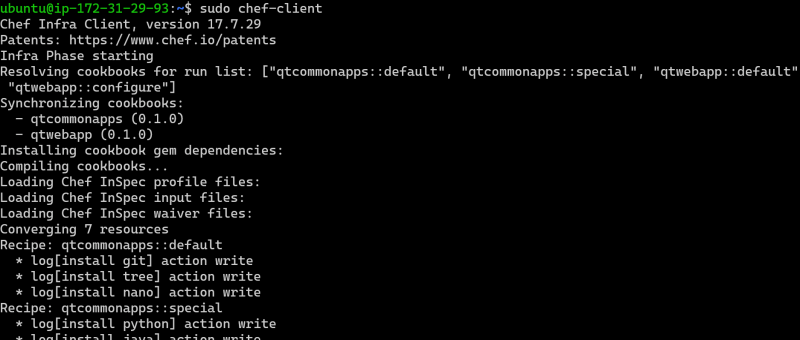 ubuntu@ip-172-31-29-93:~$ sudo chef-client
Chef Infra Client, version 17.7.29
Patents: https://www.chef.io/patents
Infra Phase starting
Resolving cookbooks for run list: ["qtcommonapps::default", "qtcommonapps::special", "qtwebapp::default"
 "qtwebapp::configure"]
Synchronizing cookbooks:
  - qtcommonapps (0.1.0)
  - qtwebapp (0.1.0)
Installing cookbook gem dependencies:
Compiling cookbooks...
Loading Chef InSpec profile files:
Loading Chef InSpec input files:
Loading Chef InSpec waiver files:
Converging 7 resources
Recipe: qtcommonapps::default
  * log[install git] action write
  * log[install tree] action write
  * log[install nano] action write
Recipe: qtcommonapps::special
  * log[install python] action write
  * log[install java] action write